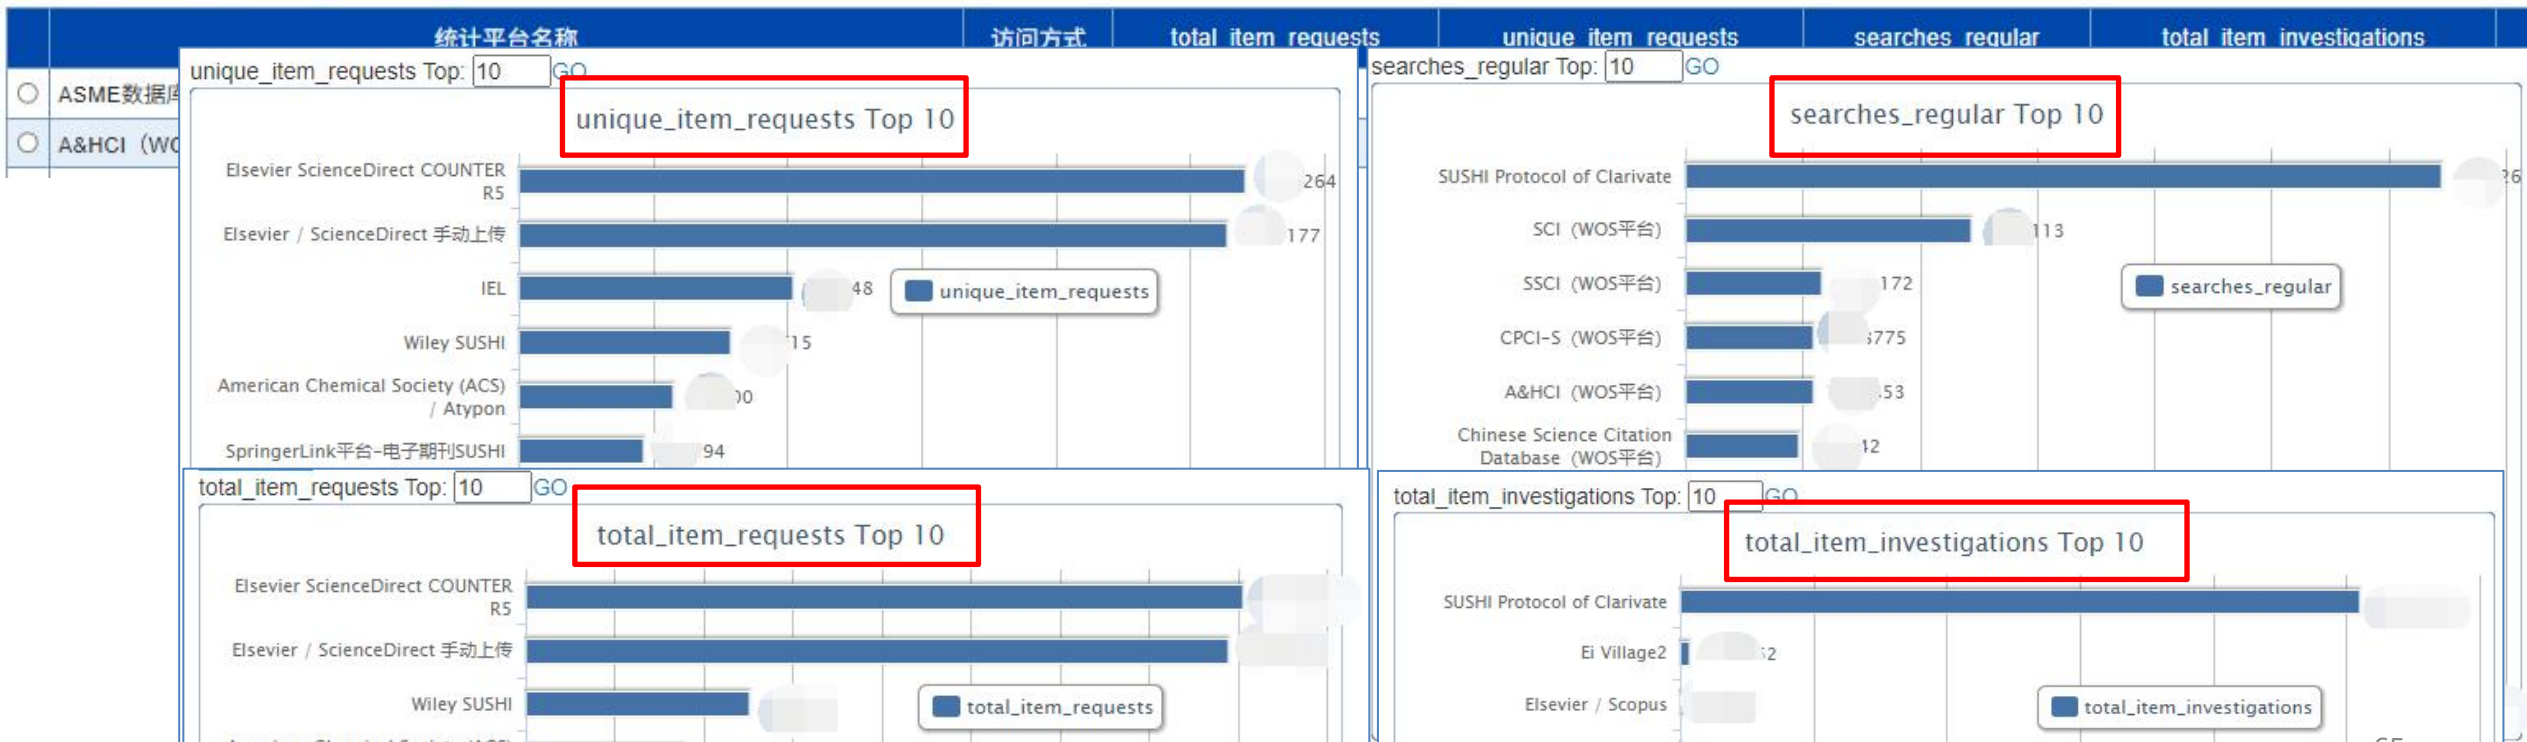 统计平台名称 访问方式 total_item_requests unique_item_requests searches_regular total_item_investigations
ASME数据库
A&HCI（WO
unique_item_requests Top: 10 GO
unique_item_requests Top 10
Elsevier ScienceDirect COUNTER
R5
264
Elsevier / ScienceDirect 手动上传
177
IEL
48
unique_item_requests
Wiley SUSHI
15
American Chemical Society (ACS)
/ Atypon
00
SpringerLink平台-电子期刊SUSHI
94
searches_regular Top: 10 GO
searches_regular Top 10
SUSHI Protocol of Clarivate
26
SCI（WOS平台）
113
SSCI（WOS平台）
172
searches_regular
CPCI-S（WOS平台）
775
A&HCI（WOS平台）
53
Chinese Science Citation
Database（WOS平台）
42
total_item_requests Top: 10 GO
total_item_requests Top 10
Elsevier ScienceDirect COUNTER
R5
Elsevier / ScienceDirect 手动上传
Wiley SUSHI
total_item_requests
total_item_investigations Top: 10 GO
total_item_investigations Top 10
SUSHI Protocol of Clarivate
Ei Village2
52
Elsevier / Scopus
total_item_investigations